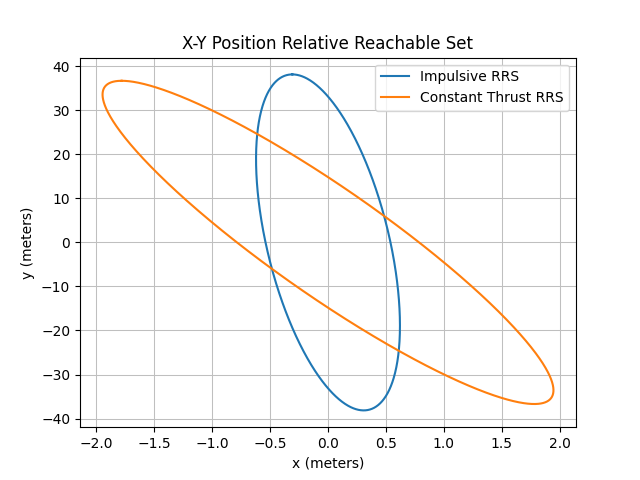 X-Y Position Relative Reachable Set
Impulsive RRS
Constant Thrust RRS
40
30
20
10
0
−10
−20
−30
−40
y (meters)
−2.0 −1.5 −1.0 −0.5 0.0 0.5 1.0 1.5 2.0
x (meters)